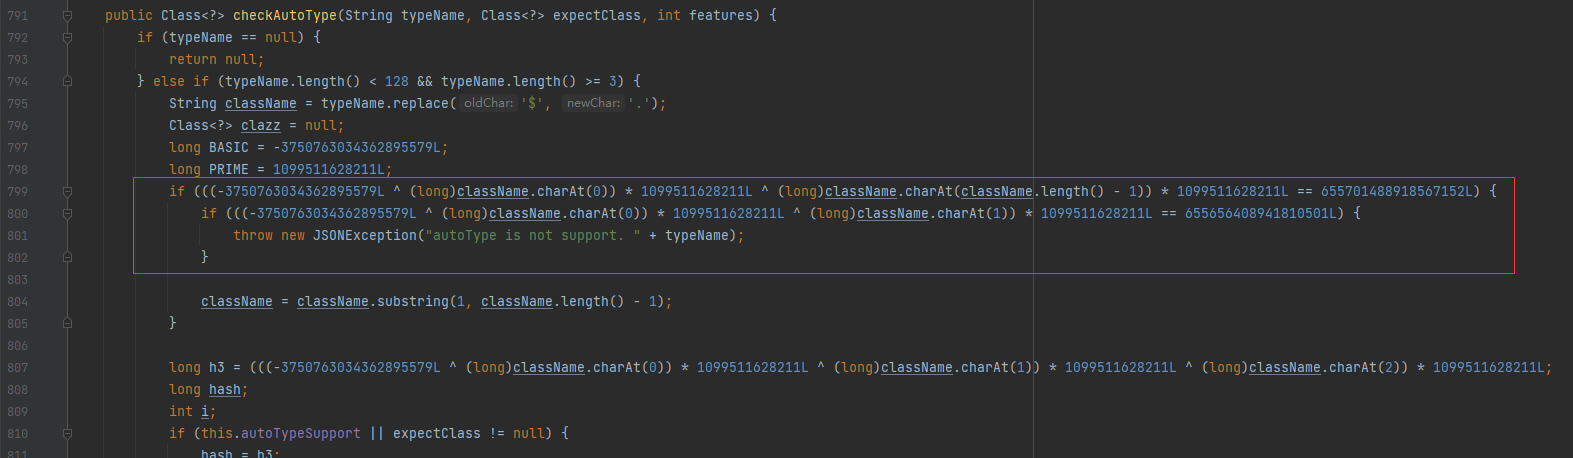 791 public Class<?> checkAutoType(String typeName, Class<?> expectClass, int features) {
792 if (typeName == null) {
793 return null;
794 } else if (typeName.length() < 128 && typeName.length() >= 3) {
795 String className = typeName.replace( oldChar: '$', newChar: '.');
796 Class<?> clazz = null;
797 long BASIC = -3750763034362895579L;
798 long PRIME = 1099511628211L;
799 if (((-3750763034362895579L ^ (long)className.charAt(0)) * 1099511628211L ^ (long)className.charAt(className.length() - 1)) * 1099511628211L == 655701488918567152L) {
800 if (((-3750763034362895579L ^ (long)className.charAt(0)) * 1099511628211L ^ (long)className.charAt(1)) * 1099511628211L == 655656408941810501L) {
801 throw new JSONException("autoType is not support. " + typeName);
802 }
803
804 className = className.substring(1, className.length() - 1);
805 }
806
807 long h3 = (((-3750763034362895579L ^ (long)className.charAt(0)) * 1099511628211L ^ (long)className.charAt(1)) * 1099511628211L ^ (long)className.charAt(2)) * 1099511628211L;
808 long hash;
809 int i;
810 if (this.autoTypeSupport || expectClass != null) {
811 hash = h3;